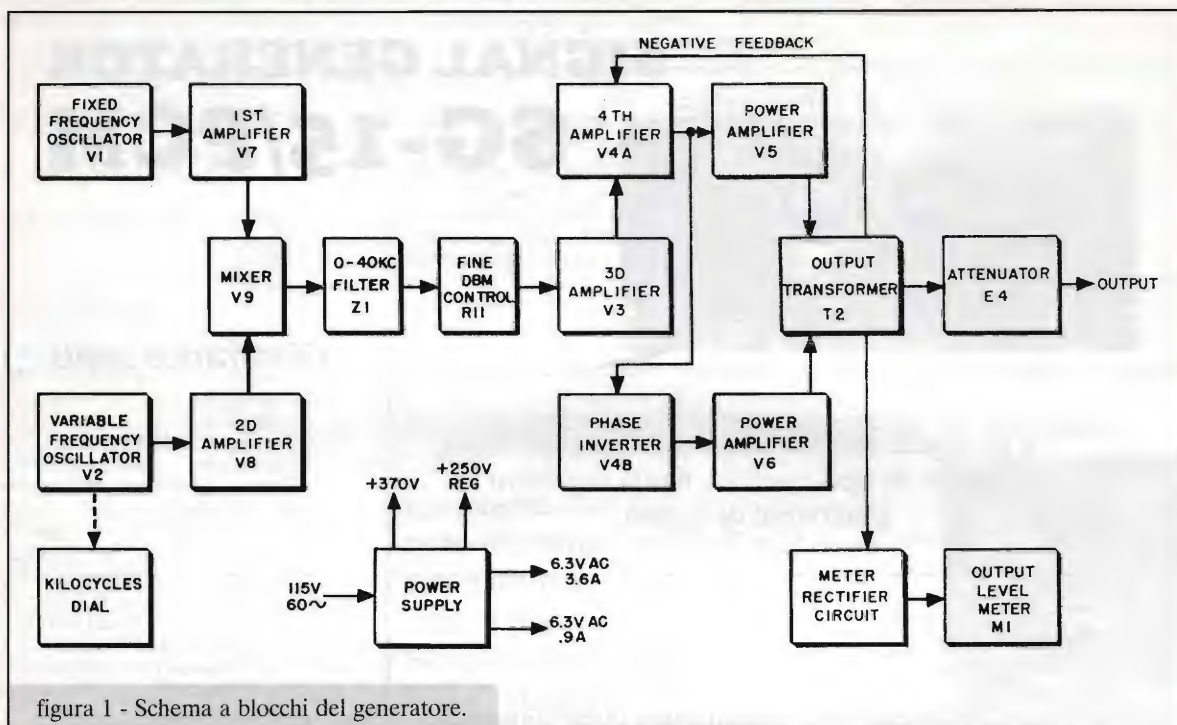 NEGATIVE FEEDBACK
FIXED
FREQUENCY
OSCILLATOR
V1
1ST
AMPLIFIER
V7
4TH
AMPLIFIER
V4A
POWER
AMPLIFIER
V5
MIXER
V9
0-40KC
FILTER
Z1
FINE
DBM
CONTROL
R11
3D
AMPLIFIER
V3
OUTPUT
TRANSFORMER
T2
ATTENUATOR
E4
OUTPUT
VARIABLE
FREQUENCY
OSCILLATOR
V2
2D
AMPLIFIER
V8
PHASE
INVERTER
V4B
POWER
AMPLIFIER
V6
KILOCYCLES
DIAL
+370V
+250V
REG
115V
60~
POWER
SUPPLY
6.3V AC
3.6A
6.3V AC
.9A
METER
RECTIFIER
CIRCUIT
OUTPUT
LEVEL
METER
M1
figura 1 - Schema a blocchi del generatore.